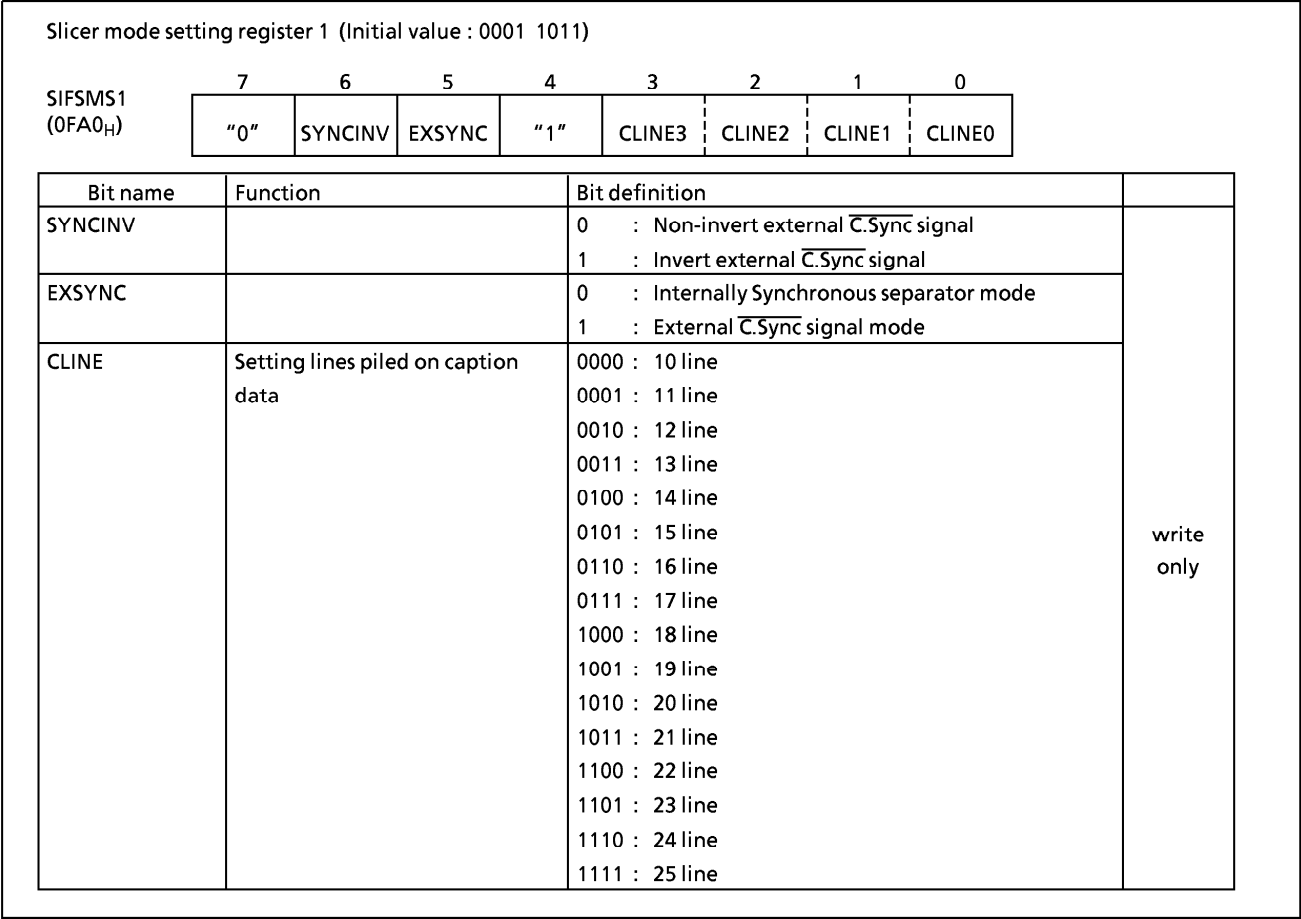 Slicer mode setting register 1 (Initial value : 0001 1011)
7 6 5 4 3 2 1 0
SIFSMS1
(0FA0H)
"0" SYNCINV EXSYNC "1" CLINE3 CLINE2 CLINE1 CLINE0
Bit name Function Bit definition
SYNCINV 0 : Non-invert external C.Sync signal
1 : Invert external C.Sync signal
EXSYNC 0 : Internally Synchronous separator mode
1 : External C.Sync signal mode
CLINE Setting lines piled on caption 0000 : 10 line
data 0001 : 11 line
0010 : 12 line
0011 : 13 line
0100 : 14 line
0101 : 15 line
0110 : 16 line
0111 : 17 line
1000 : 18 line
1001 : 19 line
1010 : 20 line
1011 : 21 line
1100 : 22 line
1101 : 23 line
1110 : 24 line
1111 : 25 line
write
only